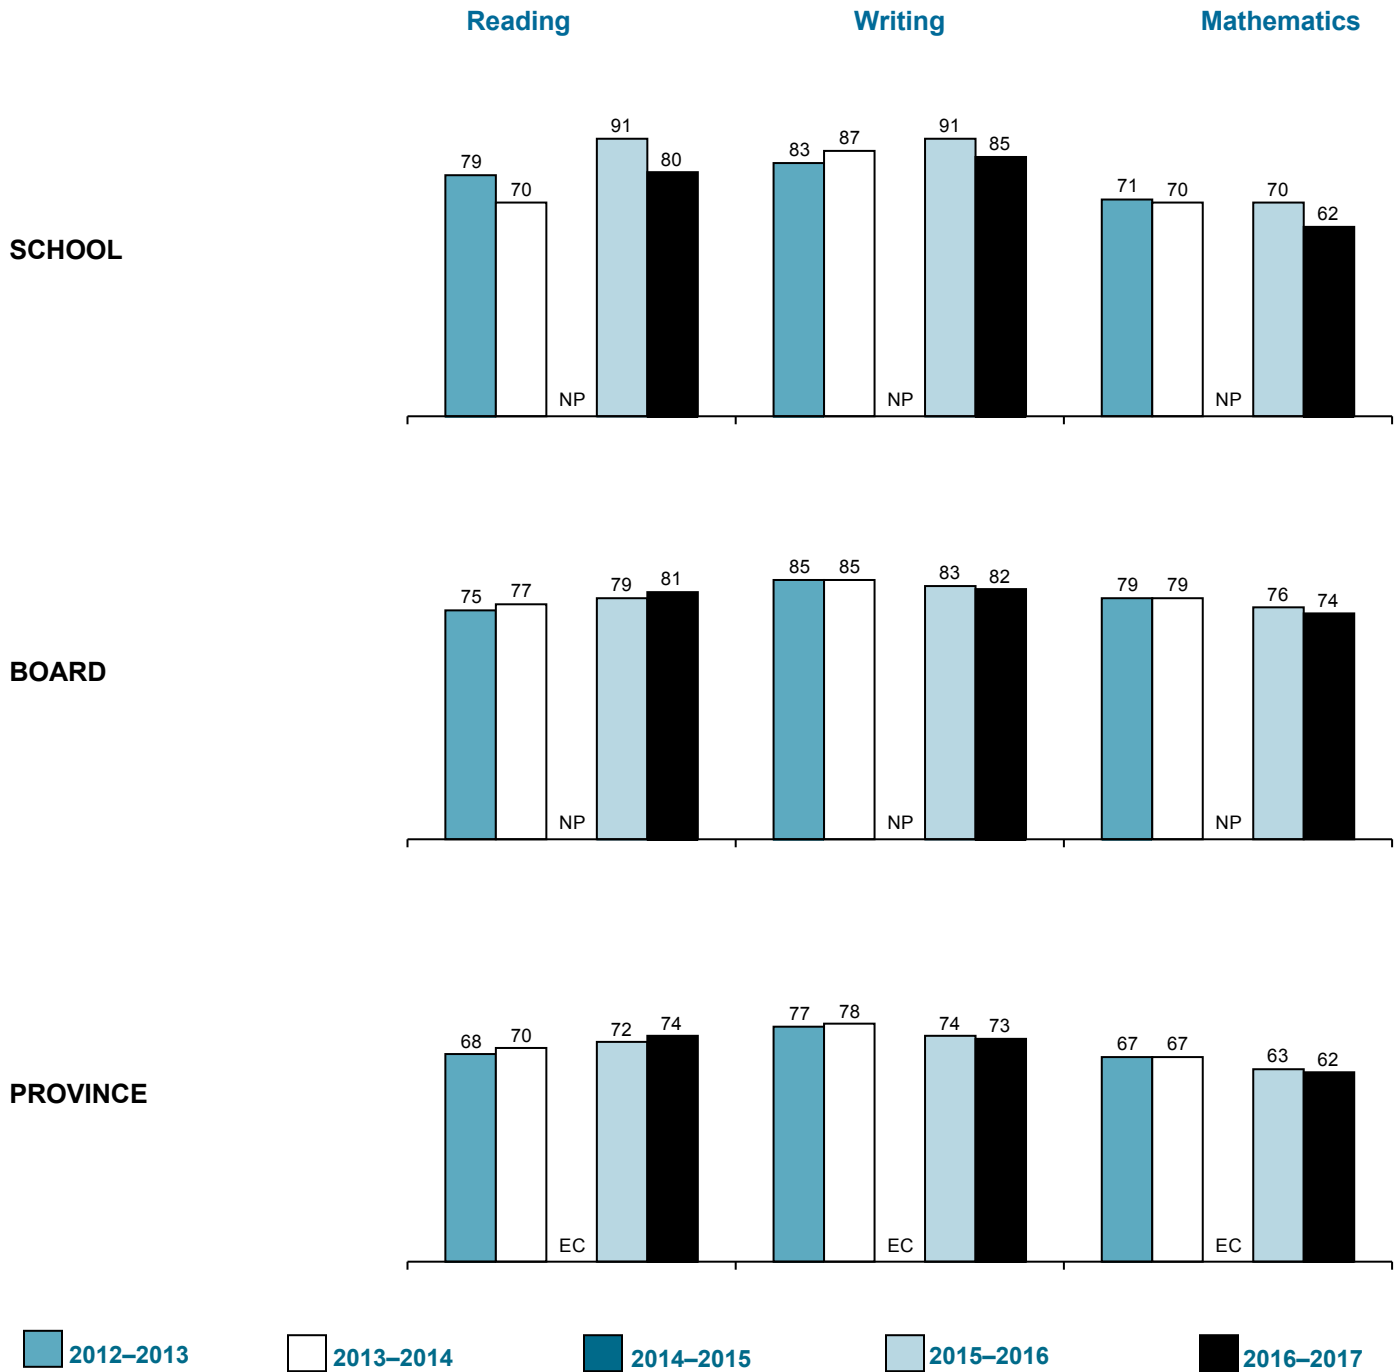 Reading Writing Mathematics
SCHOOL
79 70 NP 91 80 83 87 NP 91 85 71 70 NP 70 62
BOARD
75 77 NP 79 81 85 85 NP 83 82 79 79 NP 76 74
PROVINCE
68 70 EC 72 74 77 78 EC 74 73 67 67 EC 63 62
2012–2013 2013–2014 2014–2015 2015–2016 2016–2017